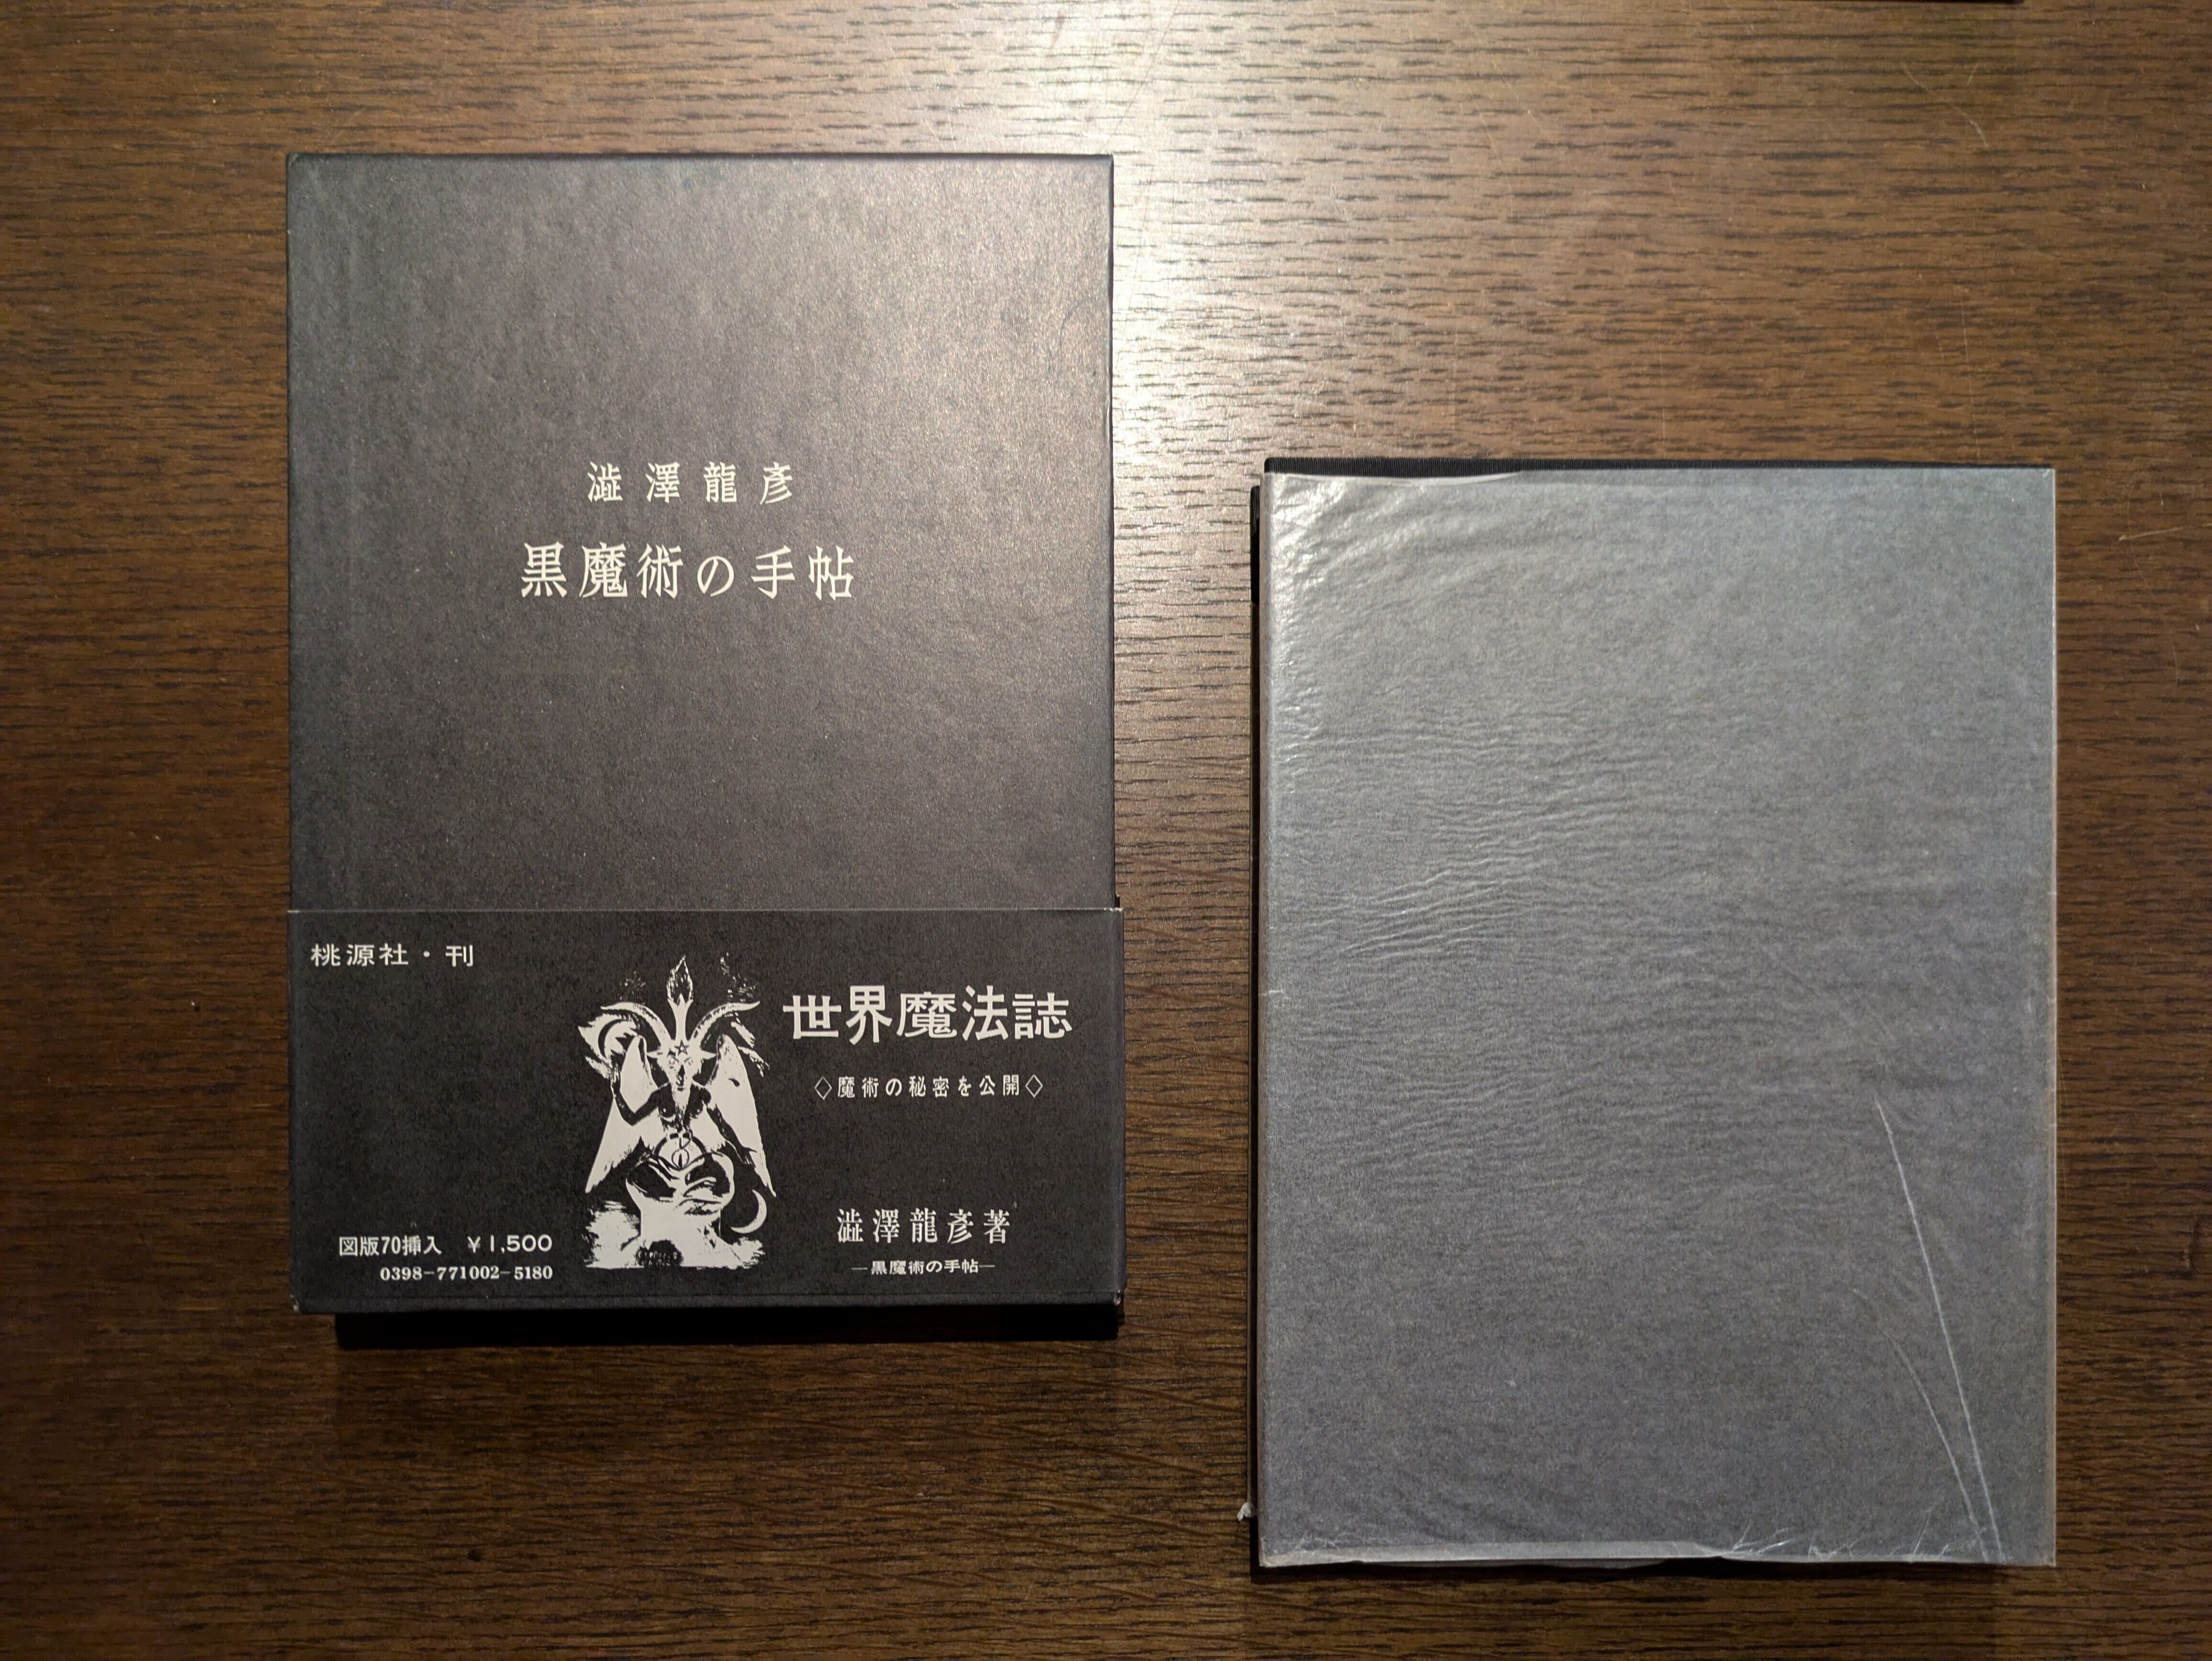 澁澤龍彥
黒魔術の手帖
桃源社・刊
世界魔法誌
◇魔術の秘密を公開◇
澁澤龍彥著
―黒魔術の手帖―
図版70挿入　￥1,500
0398-771002-5180